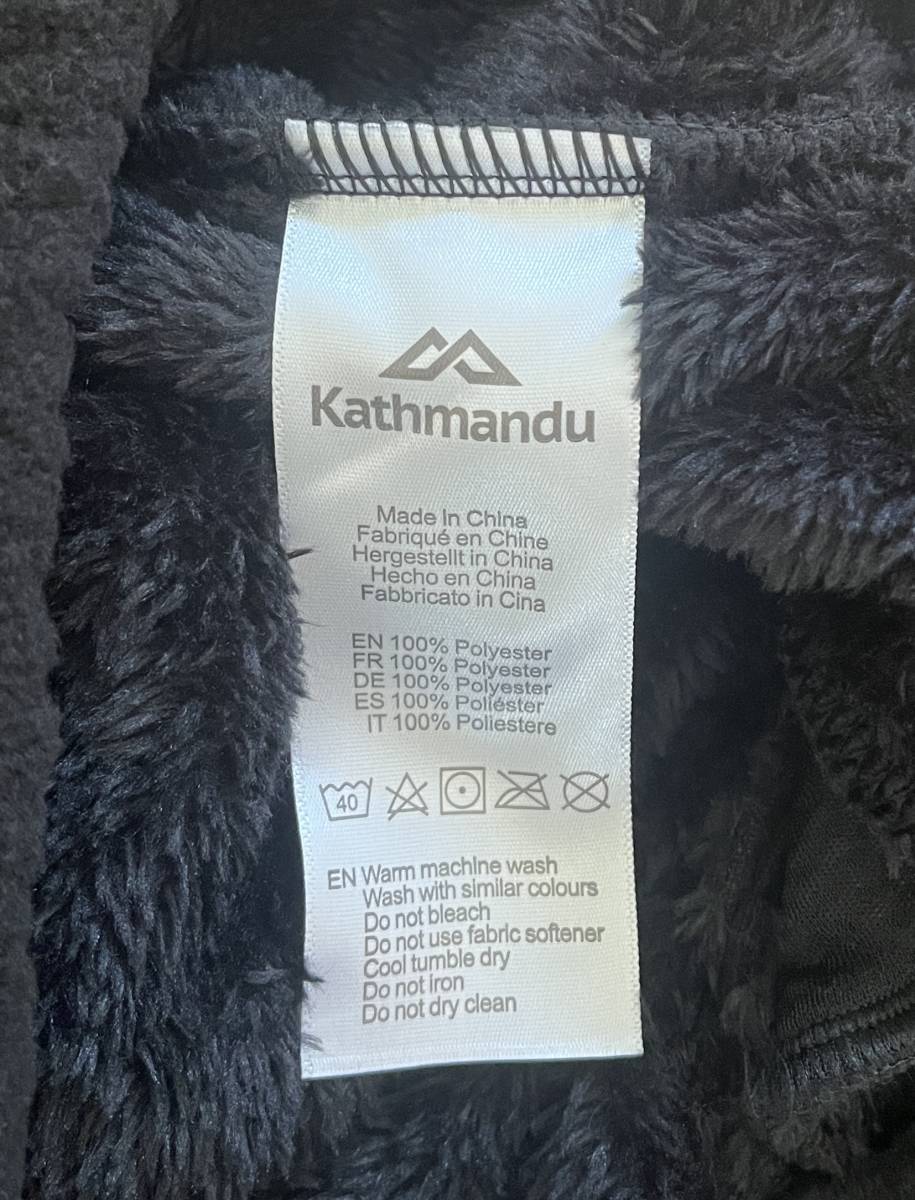 Kathmandu
Made in China
Fabriqué en Chine
Hergestellt in China
Hecho en China
Fabbricato in Cina
EN 100% Polyester
FR 100% Polyester
DE 100% Polyester
ES 100% Poliéster
IT 100% Poliestere
40
EN Warm machine wash
Wash with similar colours
Do not bleach
Do not use fabric softener
Cool tumble dry
Do not iron
Do not dry clean